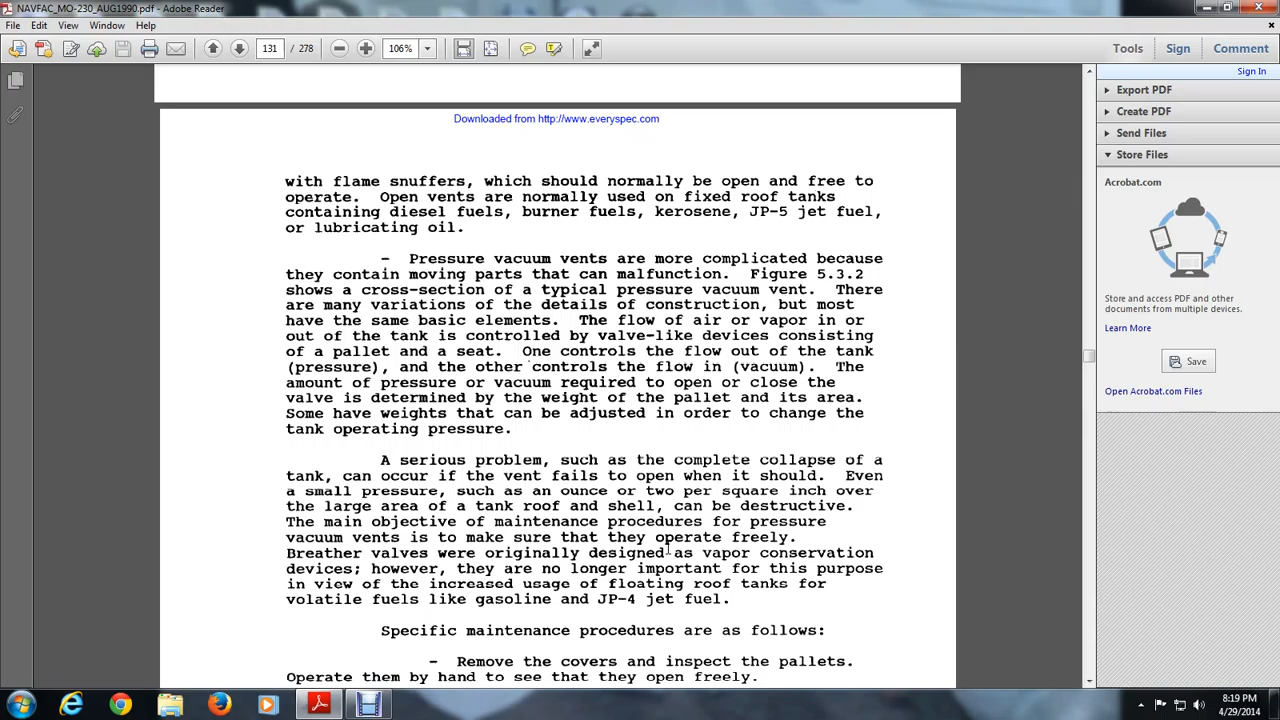 NAVFAC_MO-230_AUG1990.pdf - Adobe Reader
File Edit View Window Help
131 / 278 106% Tools Sign Comment
Sign In
Export PDF
Create PDF
Send Files
Store Files
Acrobat.com
Store and access PDF and other
documents from multiple devices.
Learn More
Save
Open Acrobat.com Files
Downloaded from http://www.everyspec.com
with flame snuffers, which should normally be open and free to
operate. Open vents are normally used on fixed roof tanks
containing diesel fuels, burner fuels, kerosene, JP-5 jet fuel,
or lubricating oil.
- Pressure vacuum vents are more complicated because
they contain moving parts that can malfunction. Figure 5.3.2
shows a cross-section of a typical pressure vacuum vent. There
are many variations of the details of construction, but most
have the same basic elements. The flow of air or vapor in or
out of the tank is controlled by valve-like devices consisting
of a pallet and a seat. One controls the flow out of the tank
(pressure), and the other controls the flow in (vacuum). The
amount of pressure or vacuum required to open or close the
valve is determined by the weight of the pallet and its area.
Some have weights that can be adjusted in order to change the
tank operating pressure.
A serious problem, such as the complete collapse of a
tank, can occur if the vent fails to open when it should. Even
a small pressure, such as an ounce or two per square inch over
the large area of a tank roof and shell, can be destructive.
The main objective of maintenance procedures for pressure
vacuum vents is to make sure that they operate freely.
Breather valves were originally designed as vapor conservation
devices; however, they are no longer important for this purpose
in view of the increased usage of floating roof tanks for
volatile fuels like gasoline and JP-4 jet fuel.
Specific maintenance procedures are as follows:
- Remove the covers and inspect the pallets.
Operate them by hand to see that they open freely.
8:19 PM
4/29/2014